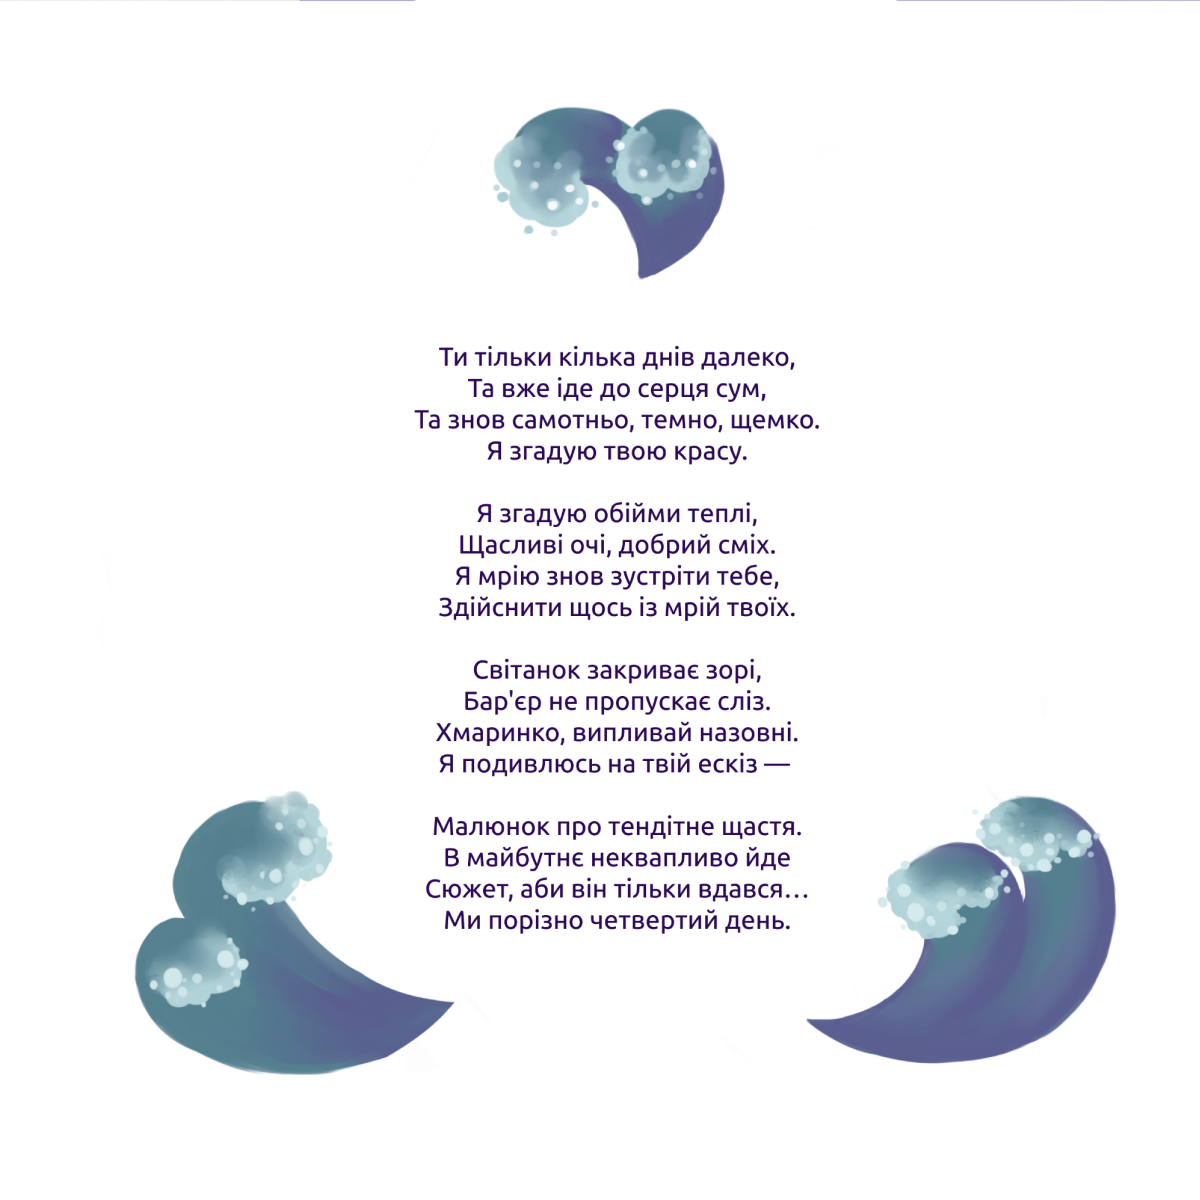 Ти тільки кілька днів далеко,
Та вже іде до серця сум,
Та знов самотньо, темно, щемко.
Я згадую твою красу.
Я згадую обійми теплі,
Щасливі очі, добрий сміх.
Я мрію знов зустріти тебе,
Здійснити щось із мрій твоїх.
Світанок закриває зорі,
Бар'єр не пропускає сліз.
Хмаринко, випливай назовні.
Я подивлюсь на твій ескіз —
Малюнок про тендітне щастя.
В майбутнє неквапливо йде
Сюжет, аби він тільки вдався…
Ми порізно четвертий день.